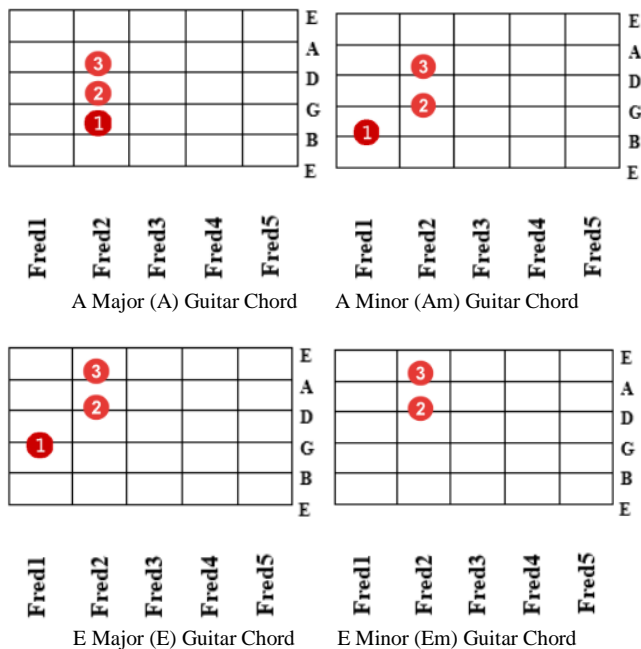 E
A
D
G
B
E
3
2
1
Fred1 Fred2 Fred3 Fred4 Fred5
A Major (A) Guitar Chord
E
A
D
G
B
E
3
2
1
Fred1 Fred2 Fred3 Fred4 Fred5
A Minor (Am) Guitar Chord
E
A
D
G
B
E
3
2
1
Fred1 Fred2 Fred3 Fred4 Fred5
E Major (E) Guitar Chord
E
A
D
G
B
E
3
2
Fred1 Fred2 Fred3 Fred4 Fred5
E Minor (Em) Guitar Chord